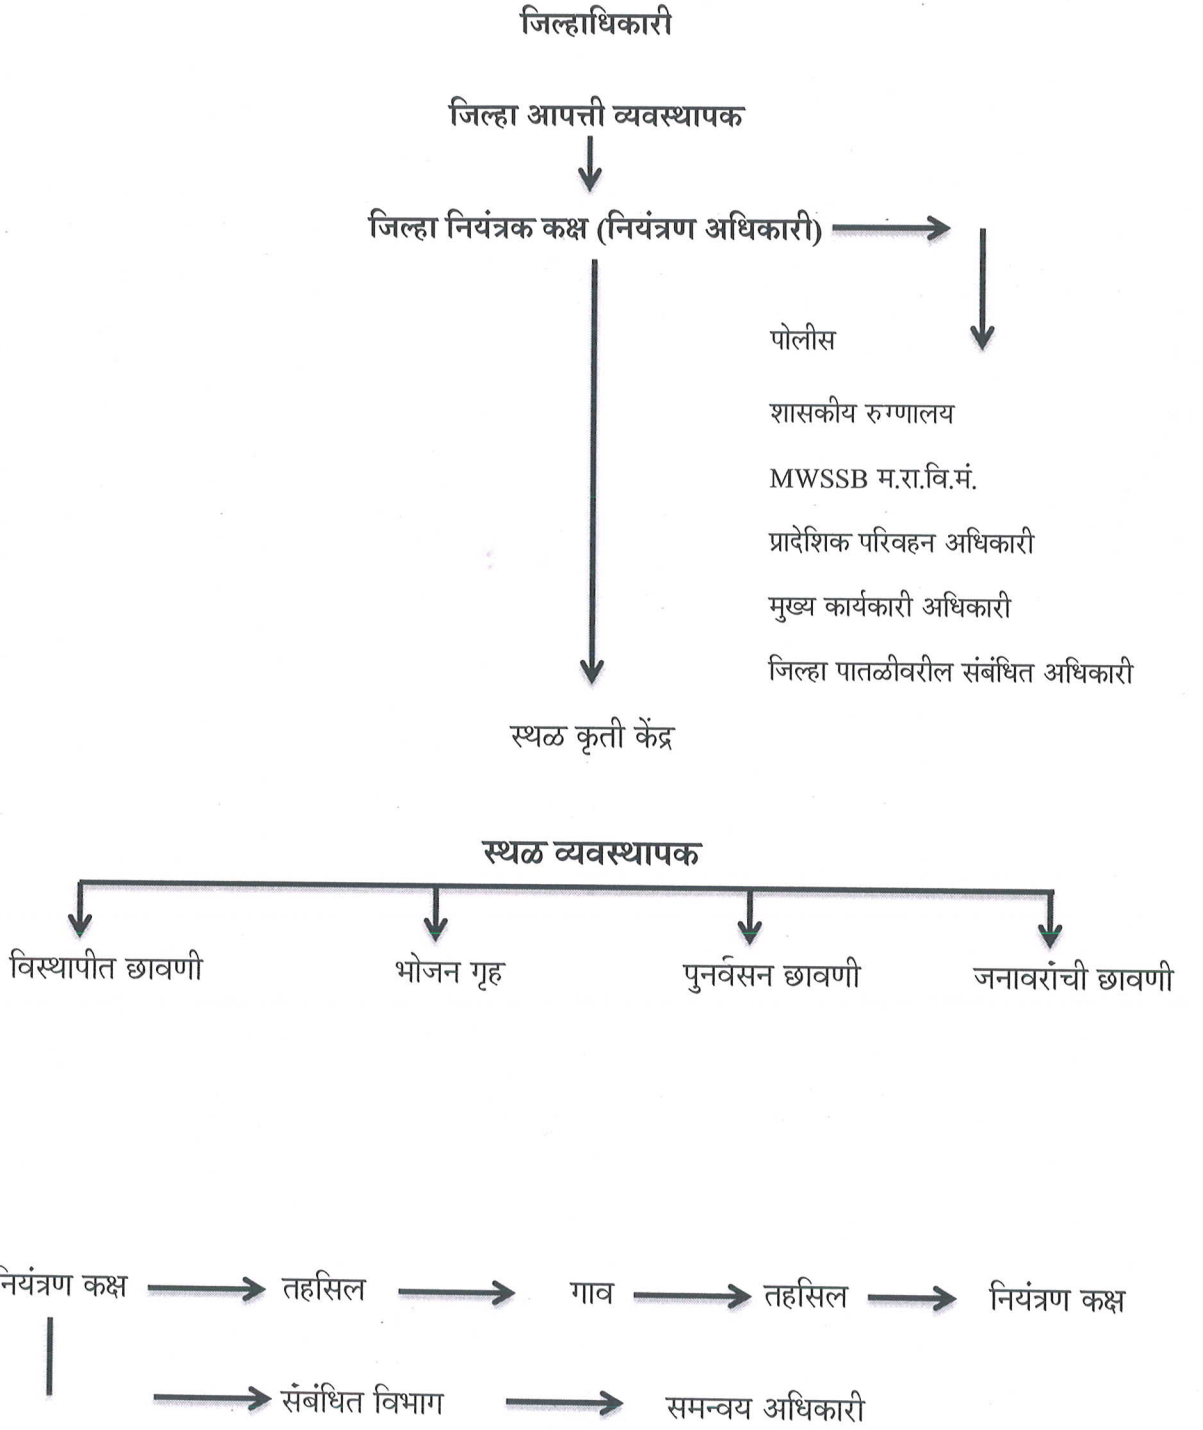 जिल्हाधिकारी
जिल्हा आपत्ती व्यवस्थापक
जिल्हा नियंत्रक कक्ष (नियंत्रण अधिकारी)
पोलीस
शासकीय रुग्णालय
MWSSB म.रा.वि.मं.
प्रादेशिक परिवहन अधिकारी
मुख्य कार्यकारी अधिकारी
जिल्हा पातळीवरील संबंधित अधिकारी
स्थळ कृती केंद्र
स्थळ व्यवस्थापक
विस्थापीत छावणी भोजन गृह पुनर्वसन छावणी जनावरांची छावणी
नियंत्रण कक्ष तहसिल गाव तहसिल नियंत्रण कक्ष
संबंधित विभाग समन्वय अधिकारी